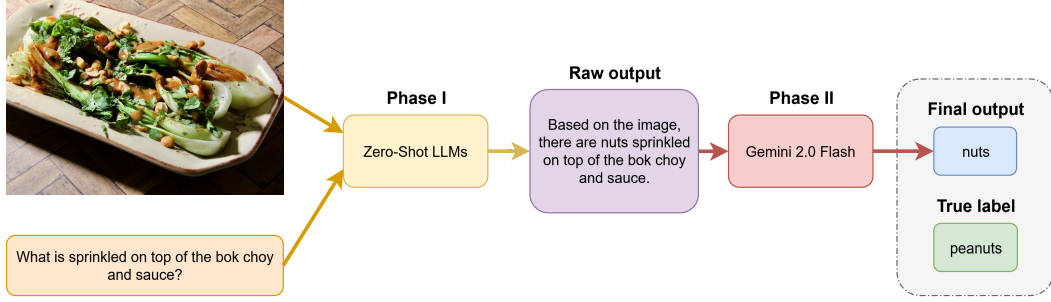 What is sprinkled on top of the bok choy
and sauce?
Phase I
Zero-Shot LLMs
Raw output
Based on the image,
there are nuts sprinkled
on top of the bok choy
and sauce.
Phase II
Gemini 2.0 Flash
Final output
nuts
True label
peanuts